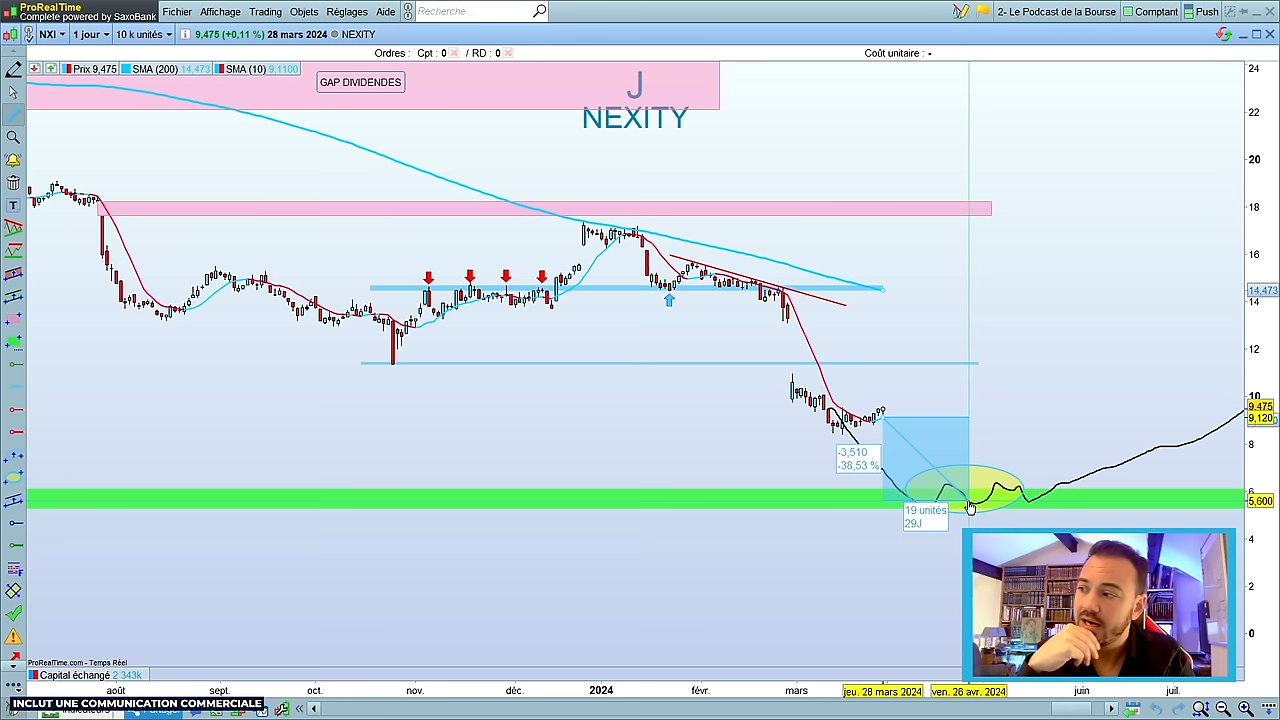 ProRealTime
Complete powered by SaxoBank
Fichier Affichage Trading Objets Réglages Aide
Recherche
2- Le Podcast de la Bourse
Comptant Push
NXI 1 jour 10 k unités 9,475 (+0,11 %) 28 mars 2024 NEXITY
Ordres : Cpt : 0 / RD : 0
Coût unitaire : -
Prix 9,475 SMA (200) 14,473 SMA (10) 9,1100
GAP DIVIDENDES
J
NEXITY
24
22
20
18
16
14,473
14
12
10
9,475
9,120
8
6
5,600
4
2
0
-3,510
-38,53 %
19 unités
29J
ProRealTime.com - Temps Réel
Capital échangé 2 343k
août sept. oct. nov. déc. 2024 févr. mars jeu. 28 mars 2024 ven. 26 avr. 2024 juin juil.
INCLUT UNE COMMUNICATION COMMERCIALE